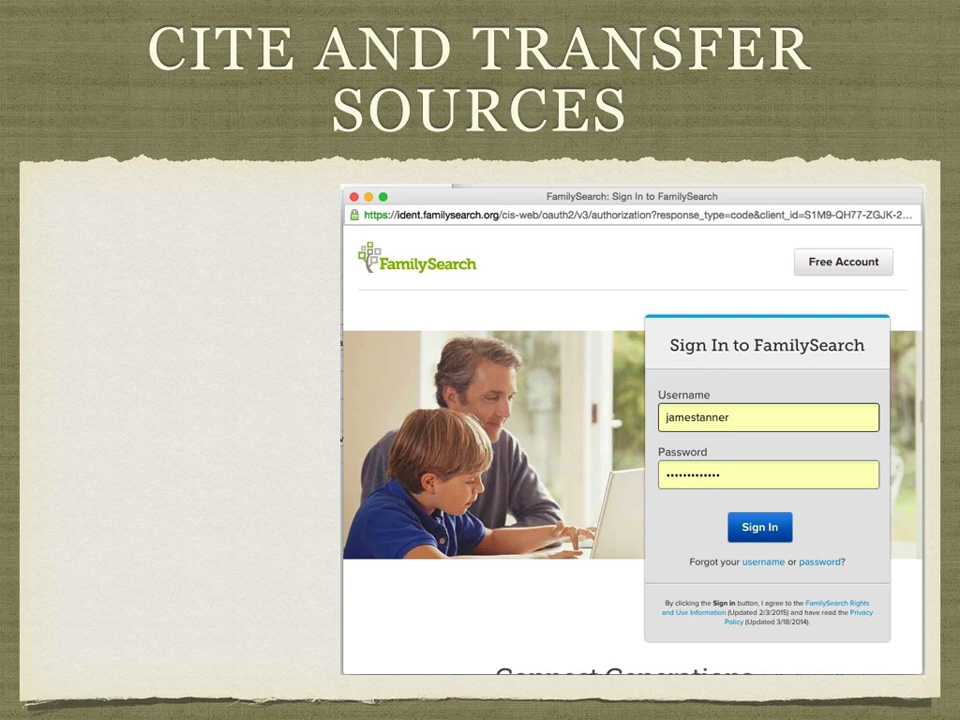 CITE AND TRANSFER
SOURCES
FamilySearch: Sign In to FamilySearch
https://ident.familysearch.org/cis-web/oauth2/v3/authorization?response_type=code&client_id=S1M9-QH77-ZGJK-2...
FamilySearch
Free Account
Sign In to FamilySearch
Username
jamestanner
Password
•••••••••••••
Sign In
Forgot your username or password?
By clicking the Sign in button, I agree to the FamilySearch Rights
and Use Information (Updated 2/3/2015) and have read the Privacy
Policy (Updated 3/18/2014).
Connect Generations